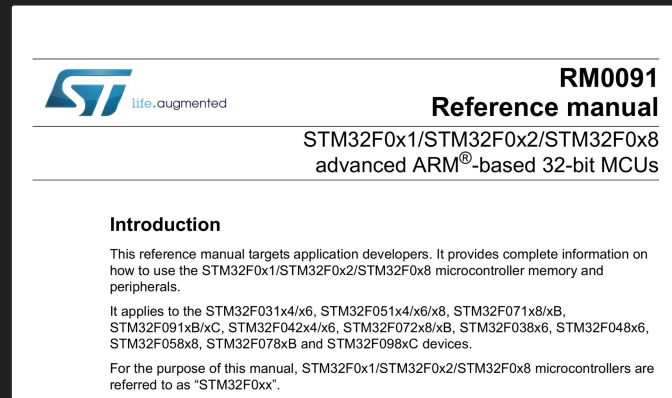 life.augmented
RM0091
Reference manual
STM32F0x1/STM32F0x2/STM32F0x8
advanced ARM®-based 32-bit MCUs
Introduction
This reference manual targets application developers. It provides complete information on
how to use the STM32F0x1/STM32F0x2/STM32F0x8 microcontroller memory and
peripherals.
It applies to the STM32F031x4/x6, STM32F051x4/x6/x8, STM32F071x8/xB,
STM32F091xB/xC, STM32F042x4/x6, STM32F072x8/xB, STM32F038x6, STM32F048x6,
STM32F058x8, STM32F078xB and STM32F098xC devices.
For the purpose of this manual, STM32F0x1/STM32F0x2/STM32F0x8 microcontrollers are
referred to as “STM32F0xx”.